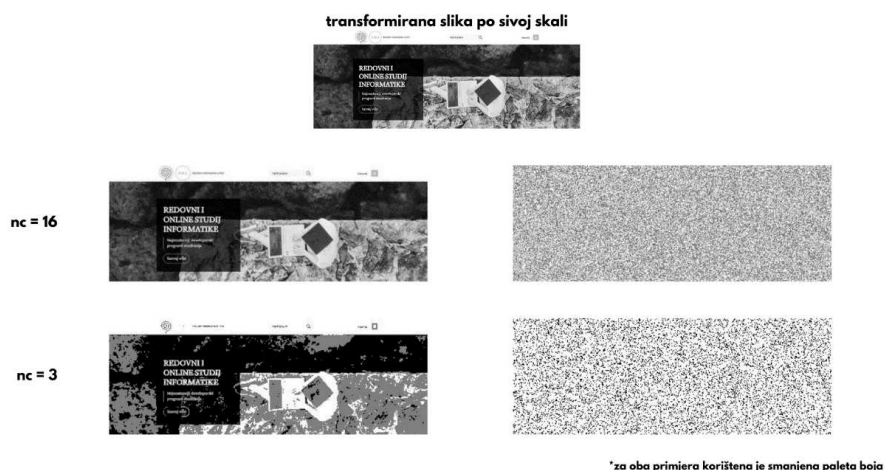 transformirana slika po sivoj skali
REDOVNI I
ONLINE STUDIJ
INFORMATIKE
nc = 16
REDOVNI I
ONLINE STUDIJ
INFORMATIKE
nc = 3
REDOVNI I
ONLINE STUDIJ
INFORMATIKE
*za oba primjera korištena je smanjena paleta boja